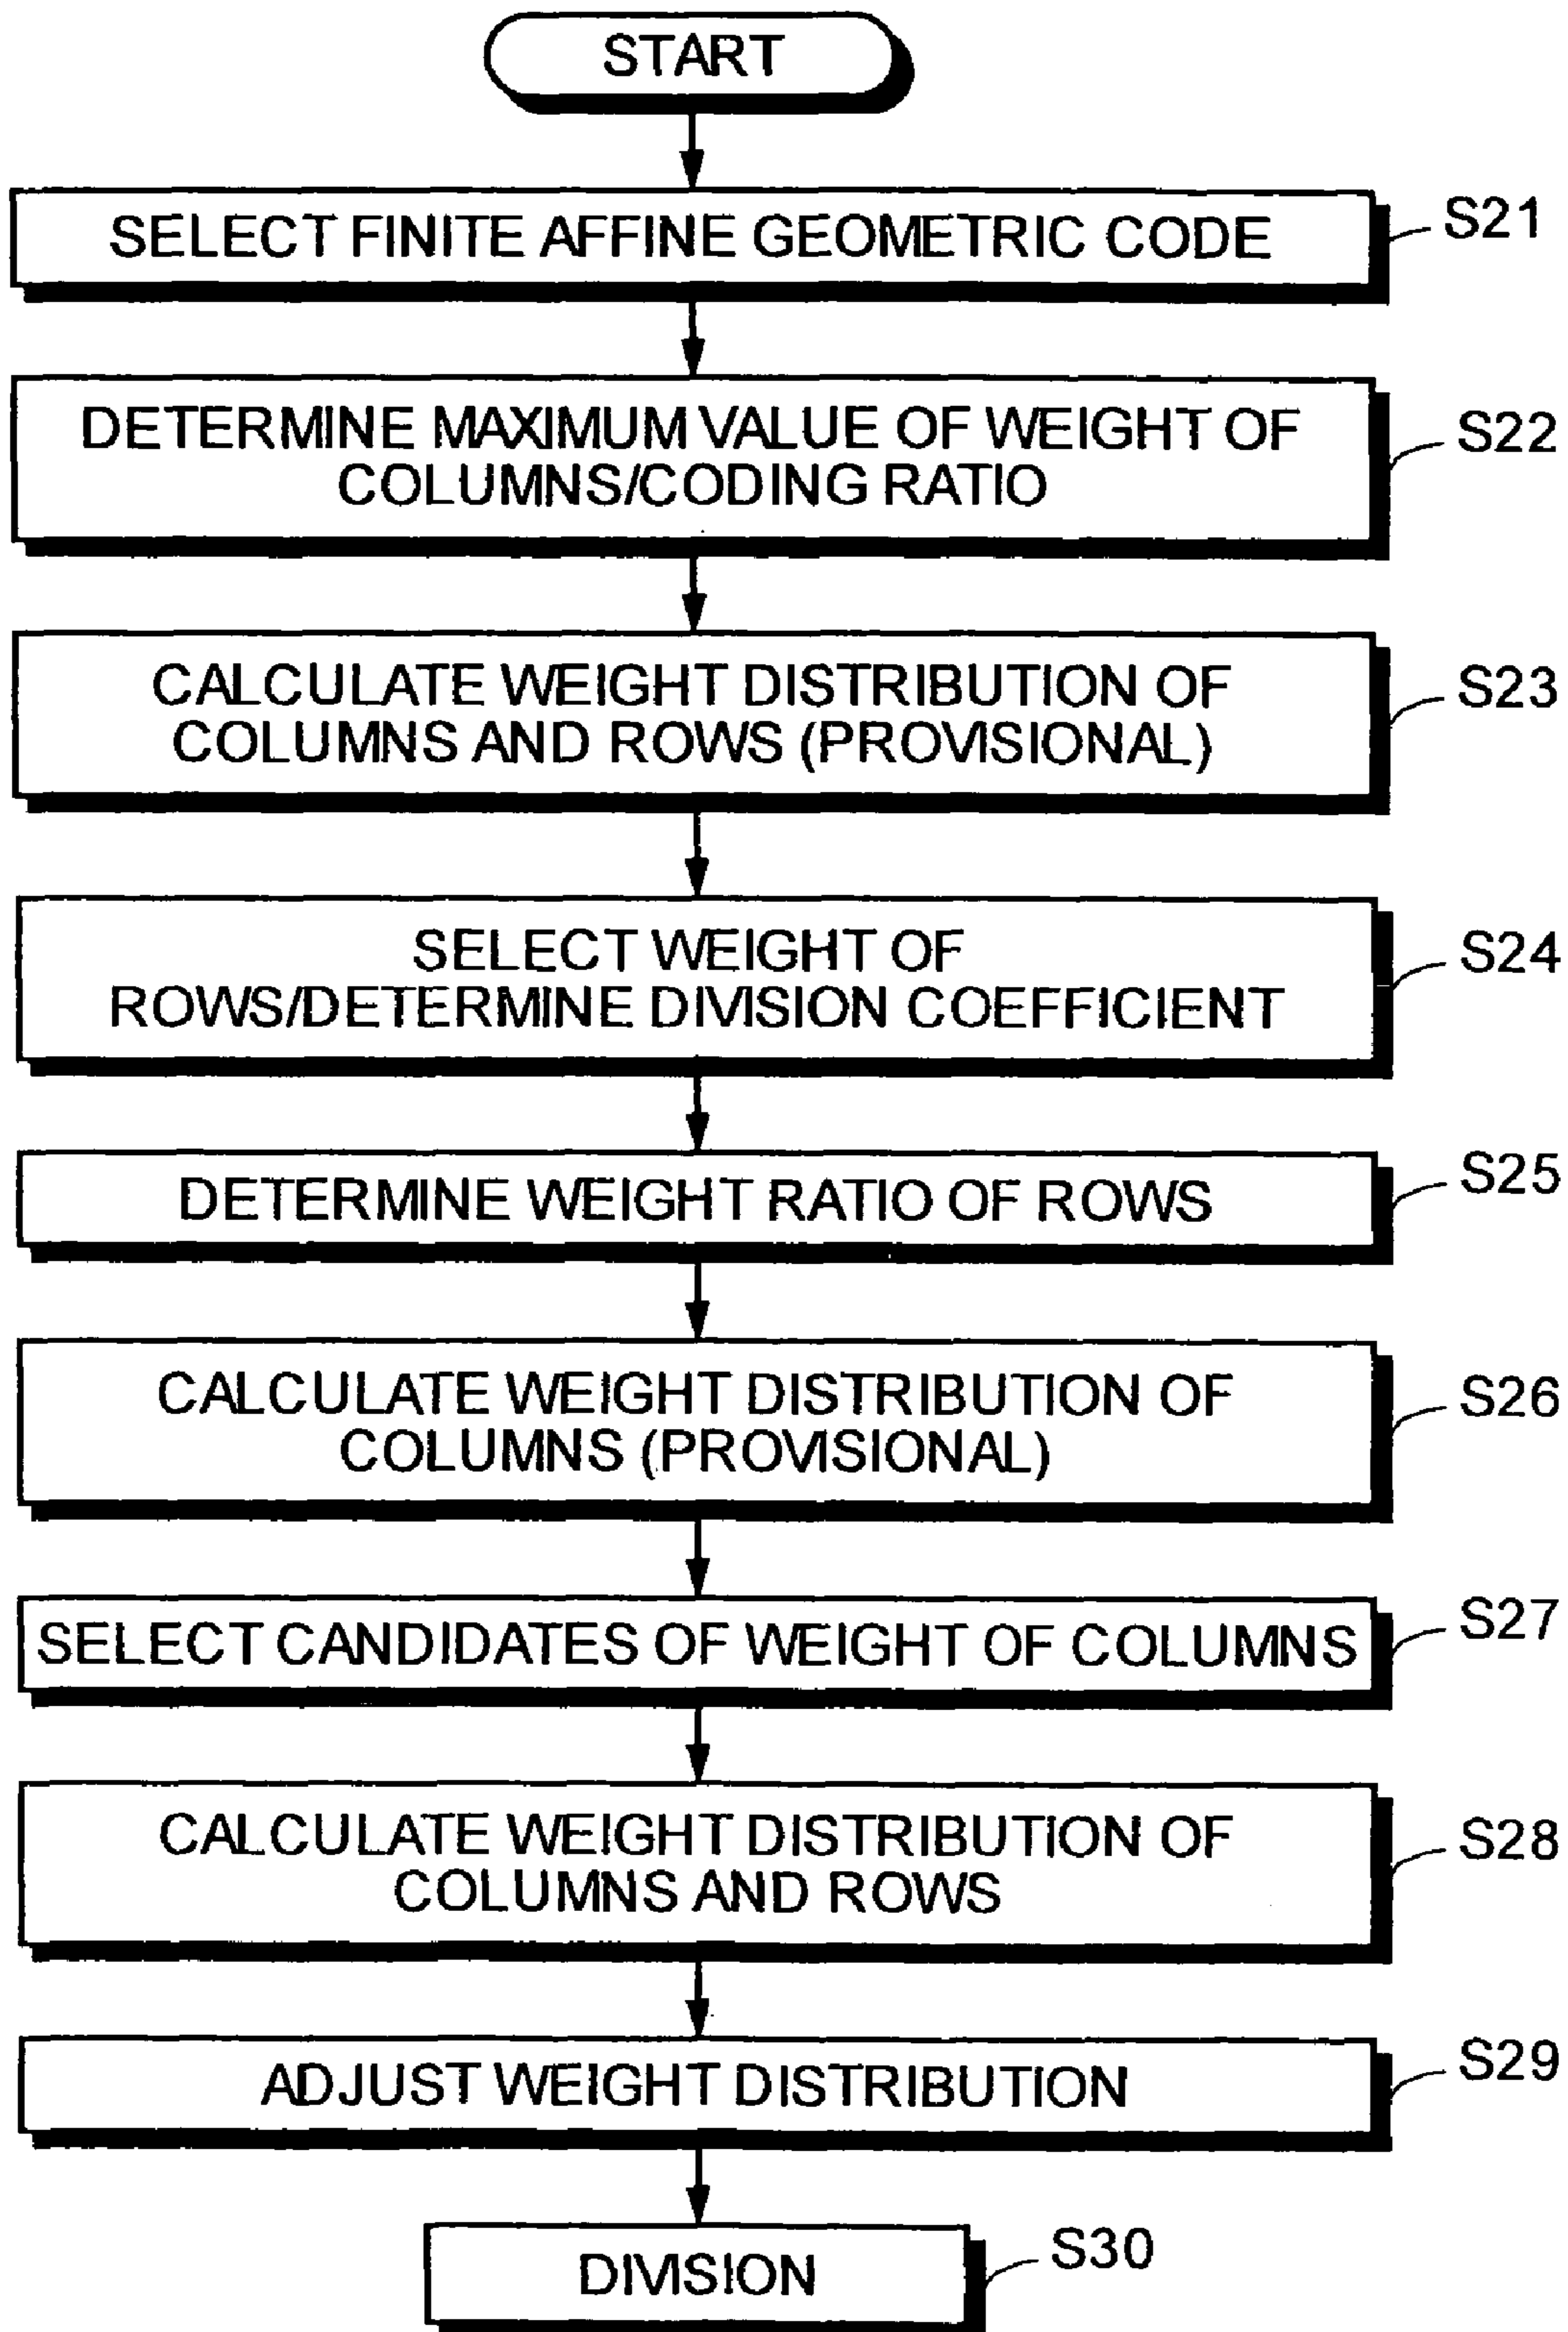 START
SELECT FINITE AFFINE GEOMETRIC CODE
S21
DETERMINE MAXIMUM VALUE OF WEIGHT OF
COLUMNS/CODING RATIO
S22
CALCULATE WEIGHT DISTRIBUTION OF
COLUMNS AND ROWS (PROVISIONAL)
S23
SELECT WEIGHT OF
ROWS/DETERMINE DIVISION COEFFICIENT
S24
DETERMINE WEIGHT RATIO OF ROWS
S25
CALCULATE WEIGHT DISTRIBUTION OF
COLUMNS (PROVISIONAL)
S26
SELECT CANDIDATES OF WEIGHT OF COLUMNS
S27
CALCULATE WEIGHT DISTRIBUTION OF
COLUMNS AND ROWS
S28
ADJUST WEIGHT DISTRIBUTION
S29
DIVISION
S30